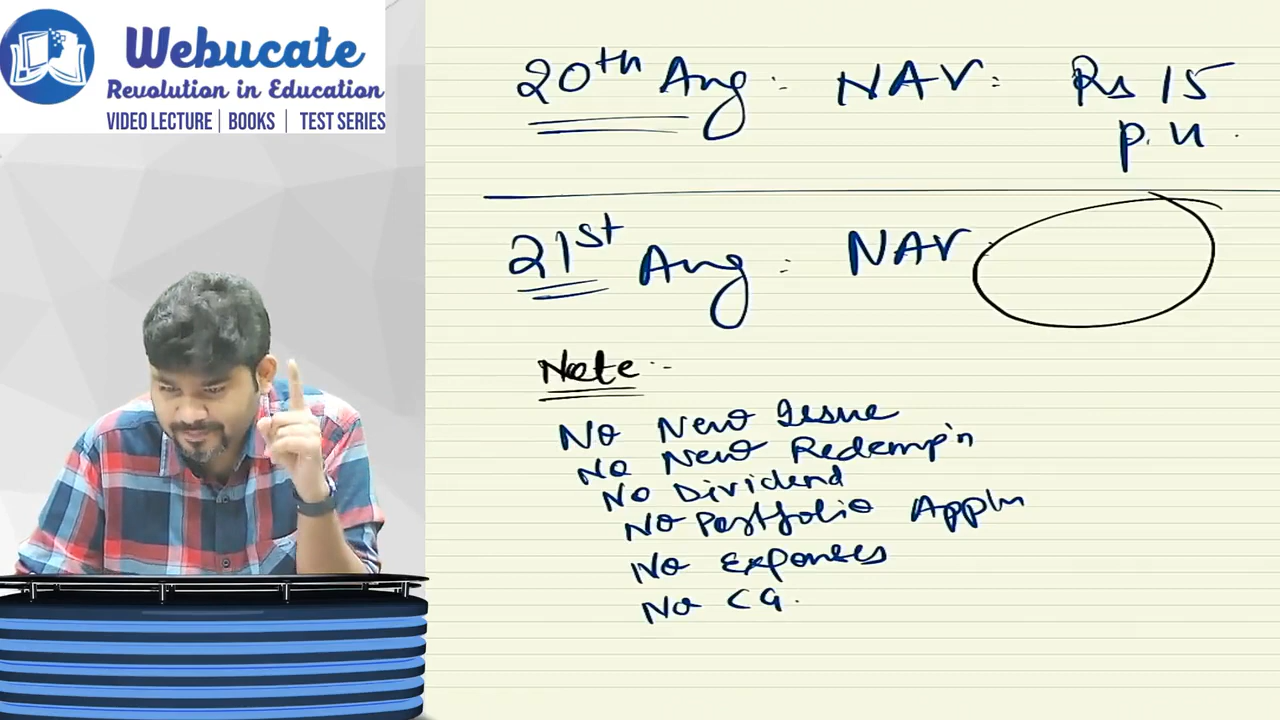 Webucate
Revolution in Education
VIDEO LECTURE | BOOKS | TEST SERIES
20th Aug : NAV : Rs 15
p.u.
21st Aug : NAV
Note :-
No New Issue
No New Redemp'n
No Dividend
No Portfolio Appln
No Expenses
No CG.